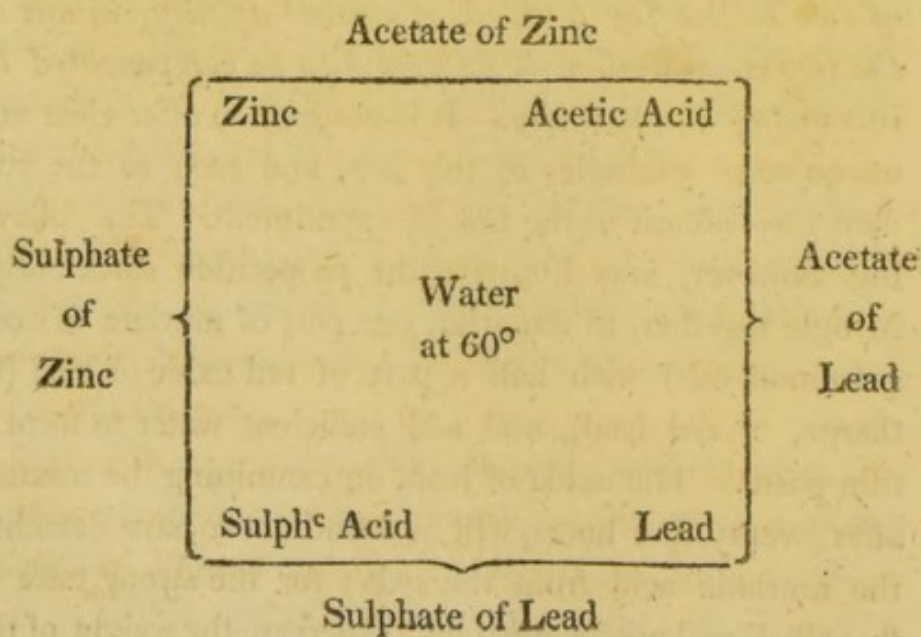 Acetate of Zinc
Zinc Acetic Acid
Sulphate
of
Zinc
Water
at 60°
Acetate
of
Lead
Sulphᶜ Acid Lead
Sulphate of Lead